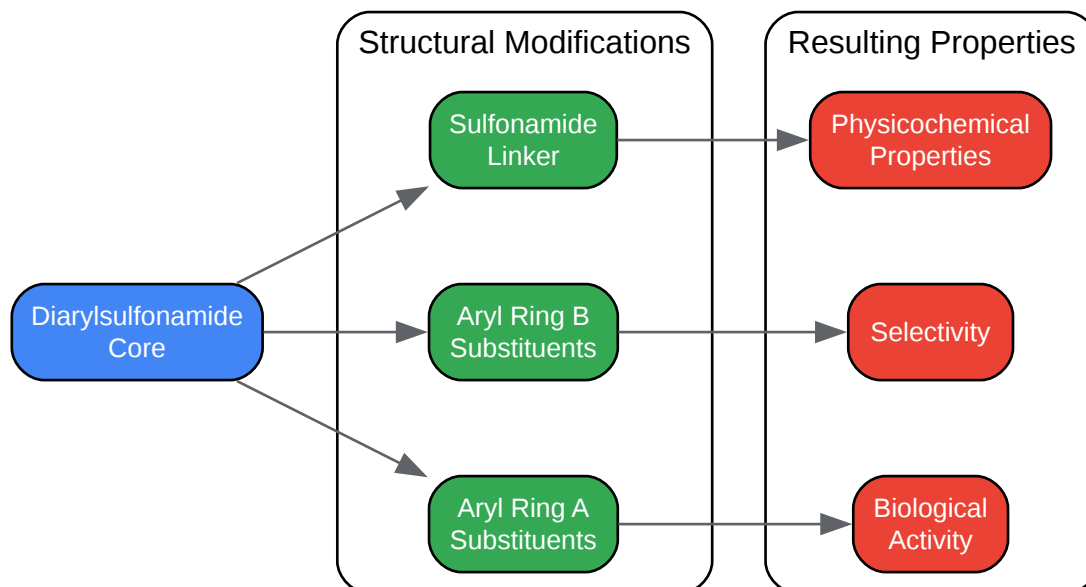 Structural Modifications
Resulting Properties
Sulfonamide
Linker
Physicochemical
Properties
Diarylsulfonamide
Core
Aryl Ring B
Substituents
Selectivity
Aryl Ring A
Substituents
Biological
Activity